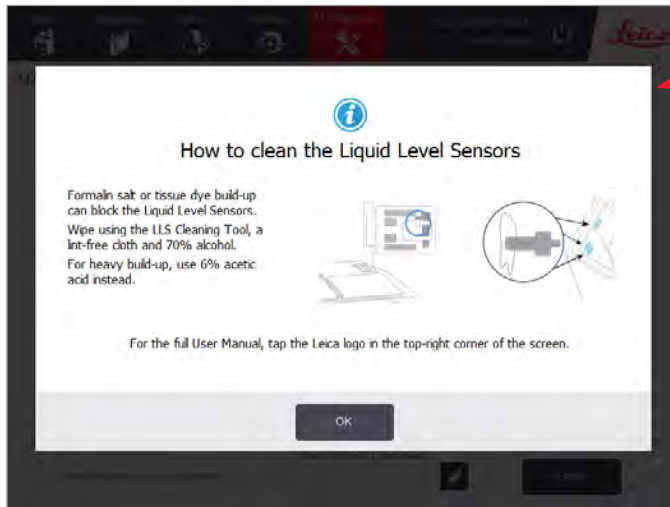 Leica
How to clean the Liquid Level Sensors
Formain salt or tissue dye build-up
can block the Liquid Level Sensors.
Wipe using the LLS Cleaning Tool, a
lint-free cloth and 70% alcohol.
For heavy build-up, use 6% acetic
acid instead.
For the full User Manual, tap the Leica logo in the top-right corner of the screen.
OK